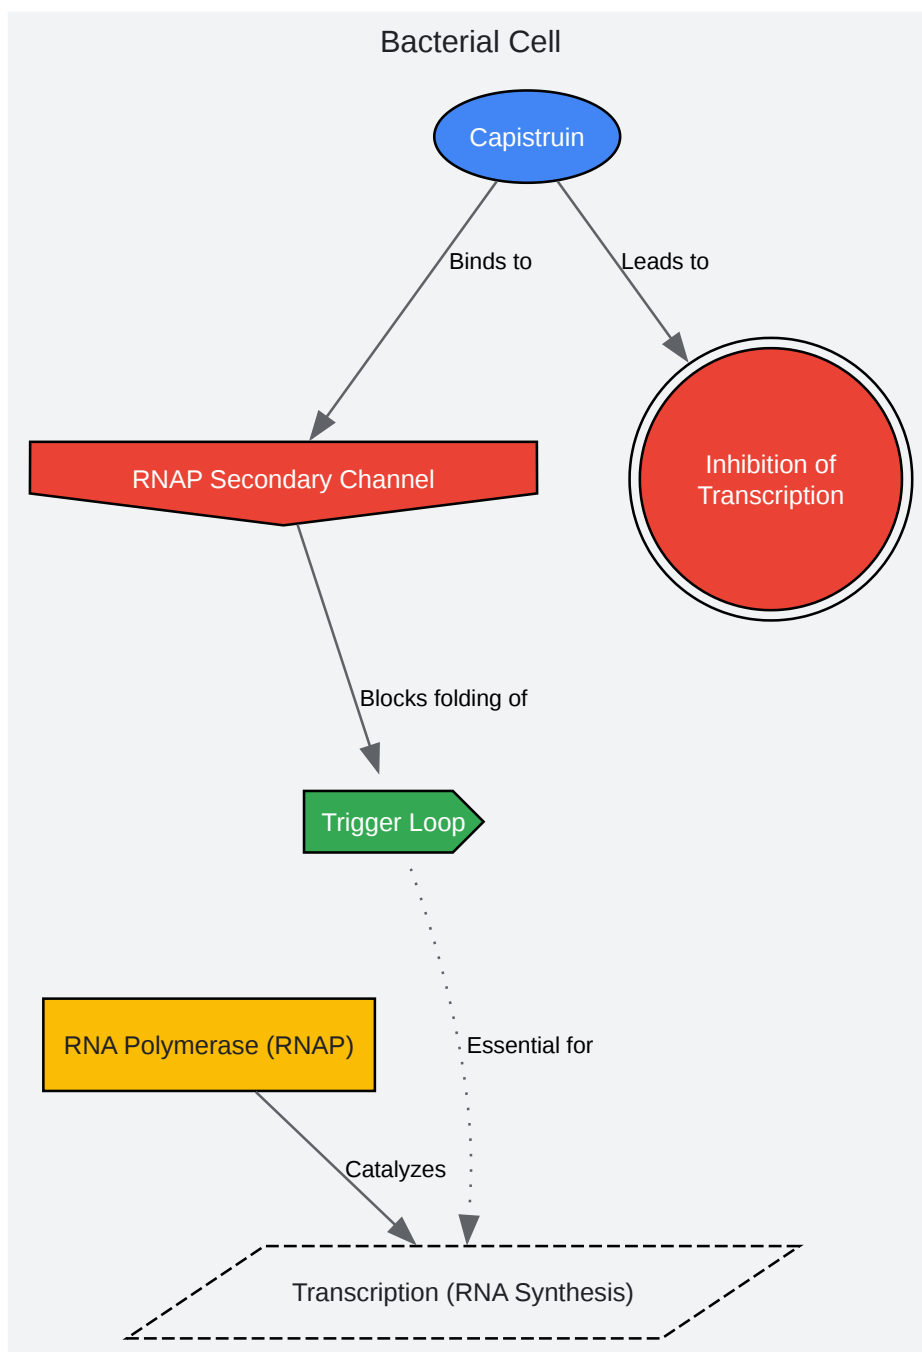 Bacterial Cell
Capistruin
Binds to
Leads to
RNAP Secondary Channel
Inhibition of
Transcription
Blocks folding of
Trigger Loop
RNA Polymerase (RNAP)
Essential for
Catalyzes
Transcription (RNA Synthesis)